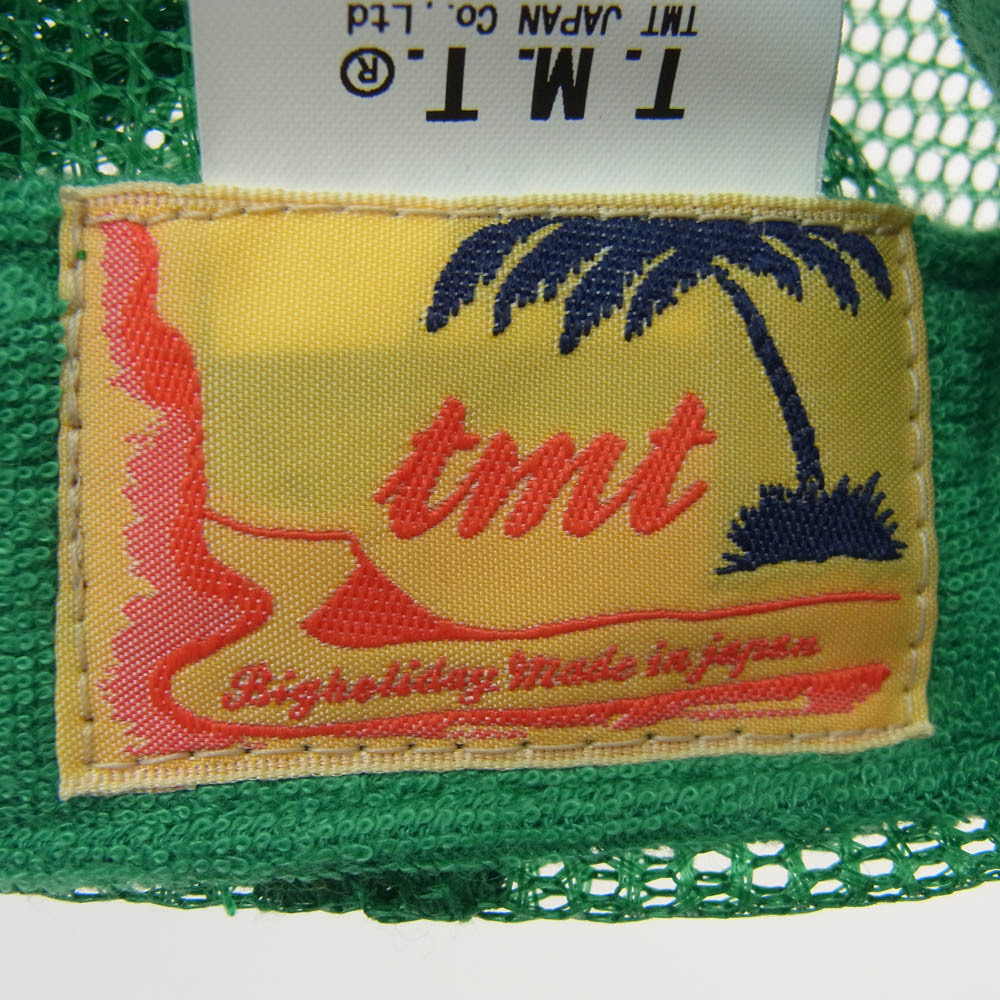 T.M.T.®
TMT JAPAN Co., Ltd
tmt
Bigholiday Made in japan